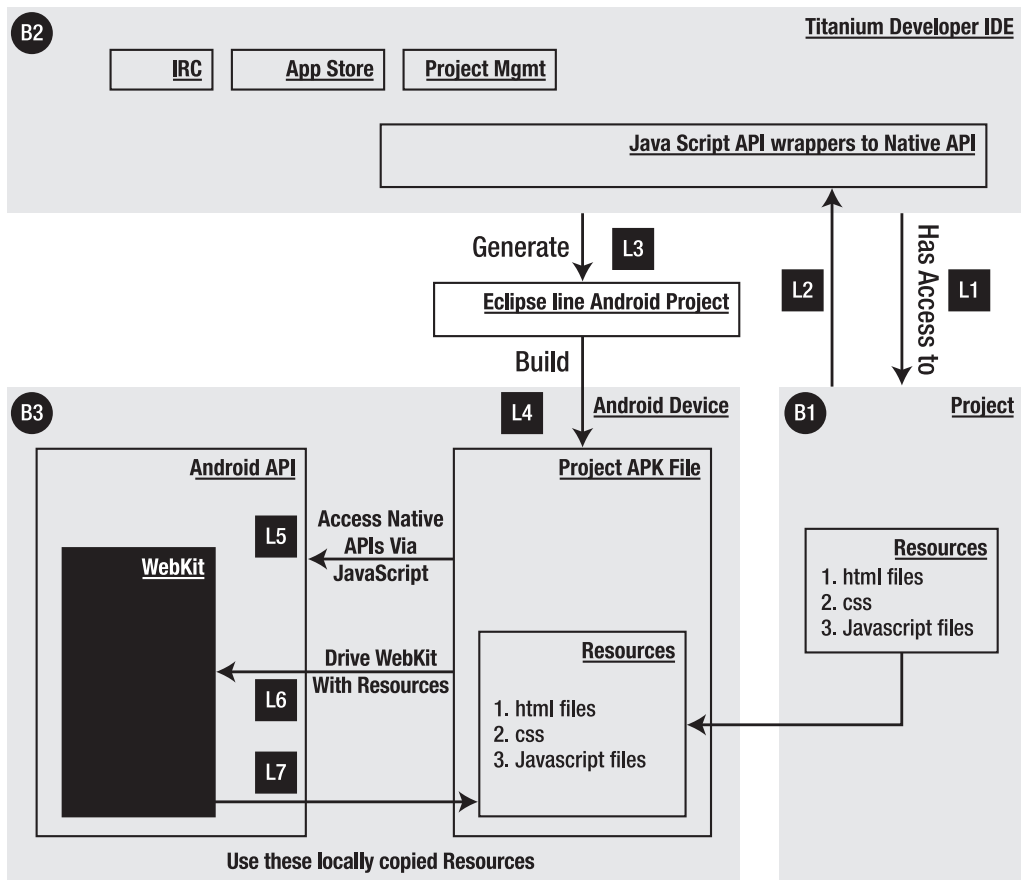 B2
Titanium Developer IDE
IRC
App Store
Project Mgmt
Java Script API wrappers to Native API
Generate
L3
L2
Has Access to
L1
Eclipse line Android Project
Build
B3
L4
Android Device
B1
Project
Android API
Project APK File
L5
Access Native
APIs Via
JavaScript
WebKit
Resources
1. html files
2. css
3. Javascript files
Drive WebKit
With Resources
L6
Resources
1. html files
2. css
3. Javascript files
L7
Use these locally copied Resources